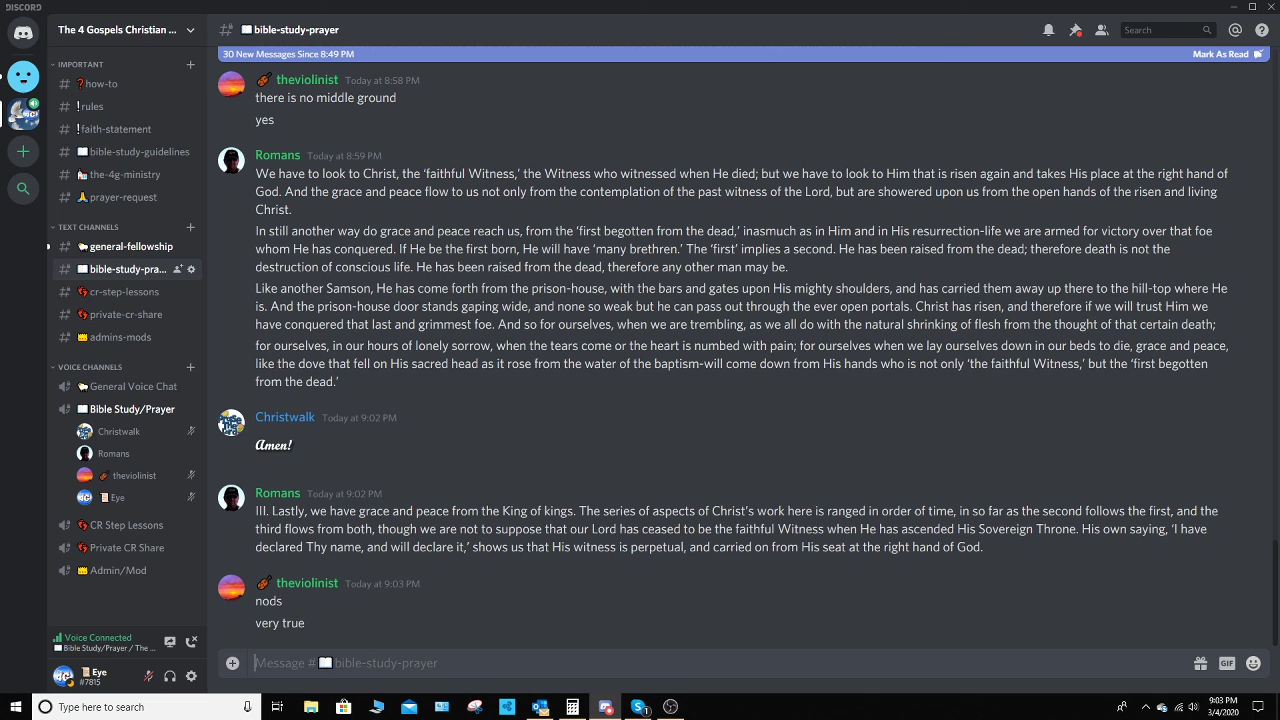 DISCORD
The 4 Gospels Christian ...
bible-study-prayer
Search
30 New Messages Since 8:49 PM
Mark As Read
IMPORTANT
how-to
rules
faith-statement
bible-study-guidelines
the-4g-ministry
prayer-request
TEXT CHANNELS
general-fellowship
bible-study-pra...
cr-step-lessons
private-cr-share
admins-mods
VOICE CHANNELS
General Voice Chat
Bible Study/Prayer
Christwalk
Romans
theviolinist
Eye
CR Step Lessons
Private CR Share
Admin/Mod
Voice Connected
Bible Study/Prayer / The ...
Eye
#7815
theviolinist Today at 8:58 PM
there is no middle ground
yes
Romans Today at 8:59 PM
We have to look to Christ, the ‘faithful Witness,’ the Witness who witnessed when He died; but we have to look to Him that is risen again and takes His place at the right hand of
God. And the grace and peace flow to us not only from the contemplation of the past witness of the Lord, but are showered upon us from the open hands of the risen and living
Christ.
In still another way do grace and peace reach us, from the ‘first begotten from the dead,’ inasmuch as in Him and in His resurrection-life we are armed for victory over that foe
whom He has conquered. If He be the first born, He will have ‘many brethren.’ The ‘first’ implies a second. He has been raised from the dead; therefore death is not the
destruction of conscious life. He has been raised from the dead, therefore any other man may be.
Like another Samson, He has come forth from the prison-house, with the bars and gates upon His mighty shoulders, and has carried them away up there to the hill-top where He
is. And the prison-house door stands gaping wide, and none so weak but he can pass out through the ever open portals. Christ has risen, and therefore if we will trust Him we
have conquered that last and grimmest foe. And so for ourselves, when we are trembling, as we all do with the natural shrinking of flesh from the thought of that certain death;
for ourselves, in our hours of lonely sorrow, when the tears come or the heart is numbed with pain; for ourselves when we lay ourselves down in our beds to die, grace and peace,
like the dove that fell on His sacred head as it rose from the water of the baptism-will come down from His hands who is not only ‘the faithful Witness,’ but the ‘first begotten
from the dead.’
Christwalk Today at 9:02 PM
Amen!
Romans Today at 9:02 PM
III. Lastly, we have grace and peace from the King of kings. The series of aspects of Christ’s work here is ranged in order of time, in so far as the second follows the first, and the
third flows from both, though we are not to suppose that our Lord has ceased to be the faithful Witness when He has ascended His Sovereign Throne. His own saying, ‘I have
declared Thy name, and will declare it,’ shows us that His witness is perpetual, and carried on from His seat at the right hand of God.
theviolinist Today at 9:03 PM
nods
very true
Message # bible-study-prayer
GIF
Type here to search
9:03 PM
3/4/2020